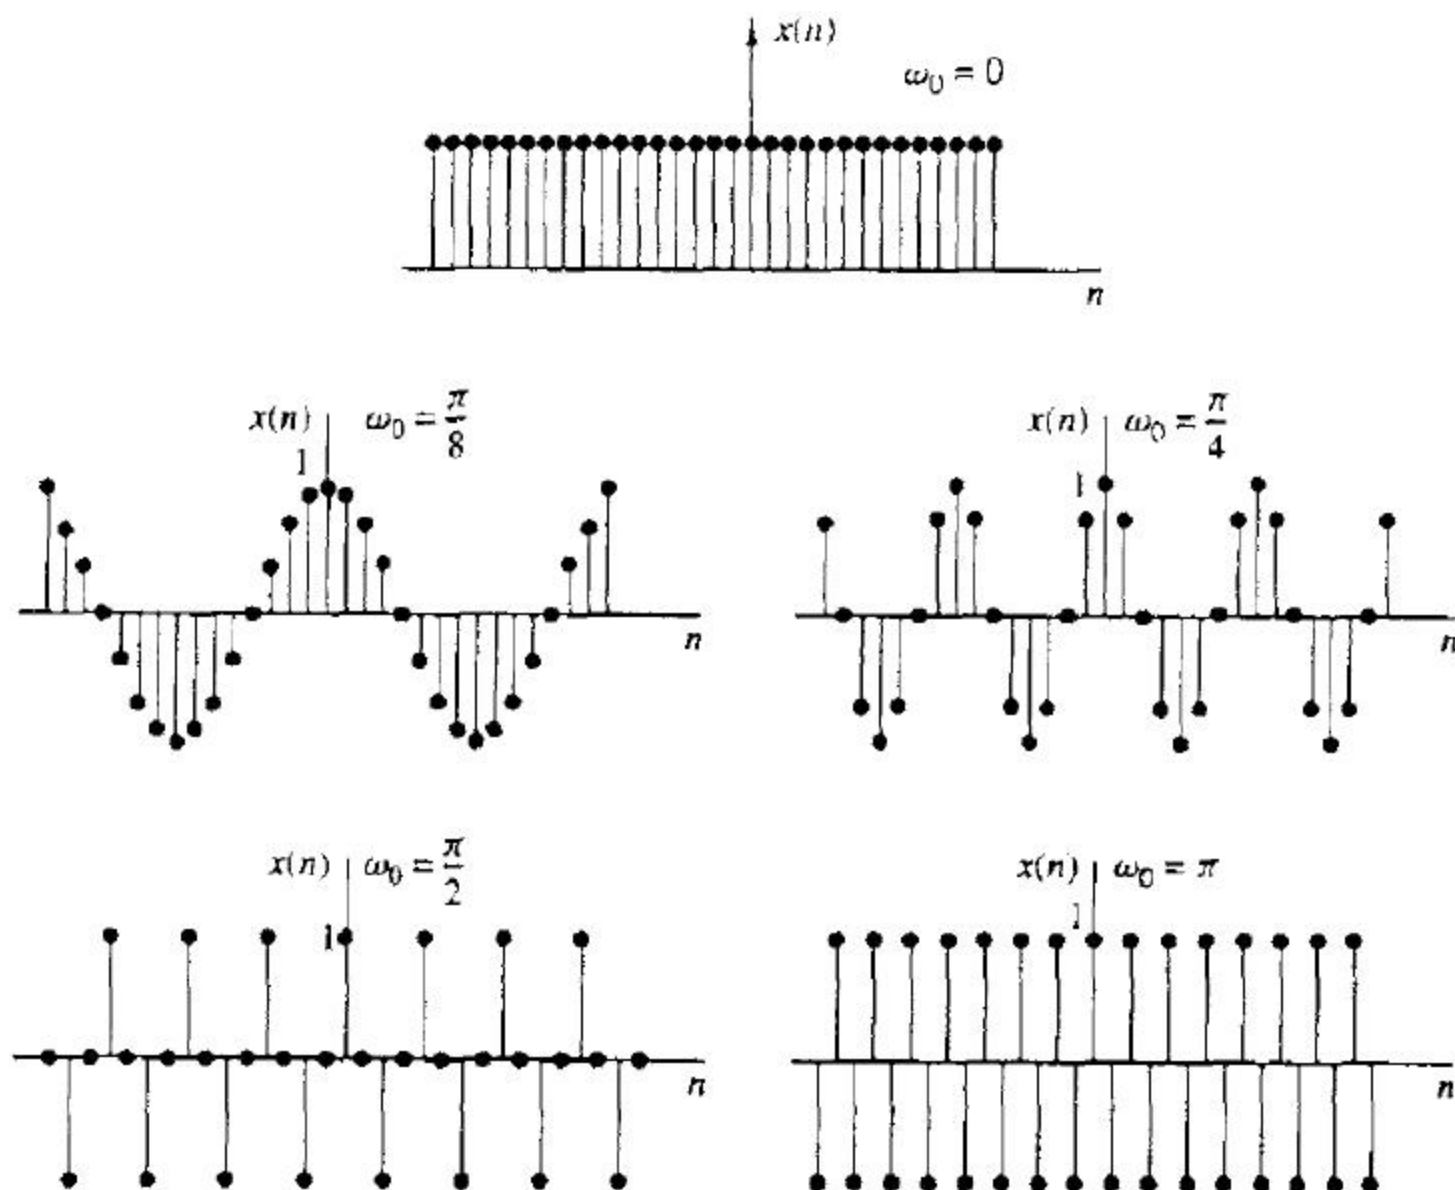 x(n)
ω₀ = 0
n
x(n) ω₀ = π/8
1
n
x(n) ω₀ = π/4
1
n
x(n) ω₀ = π/2
1
n
x(n) ω₀ = π
1
n